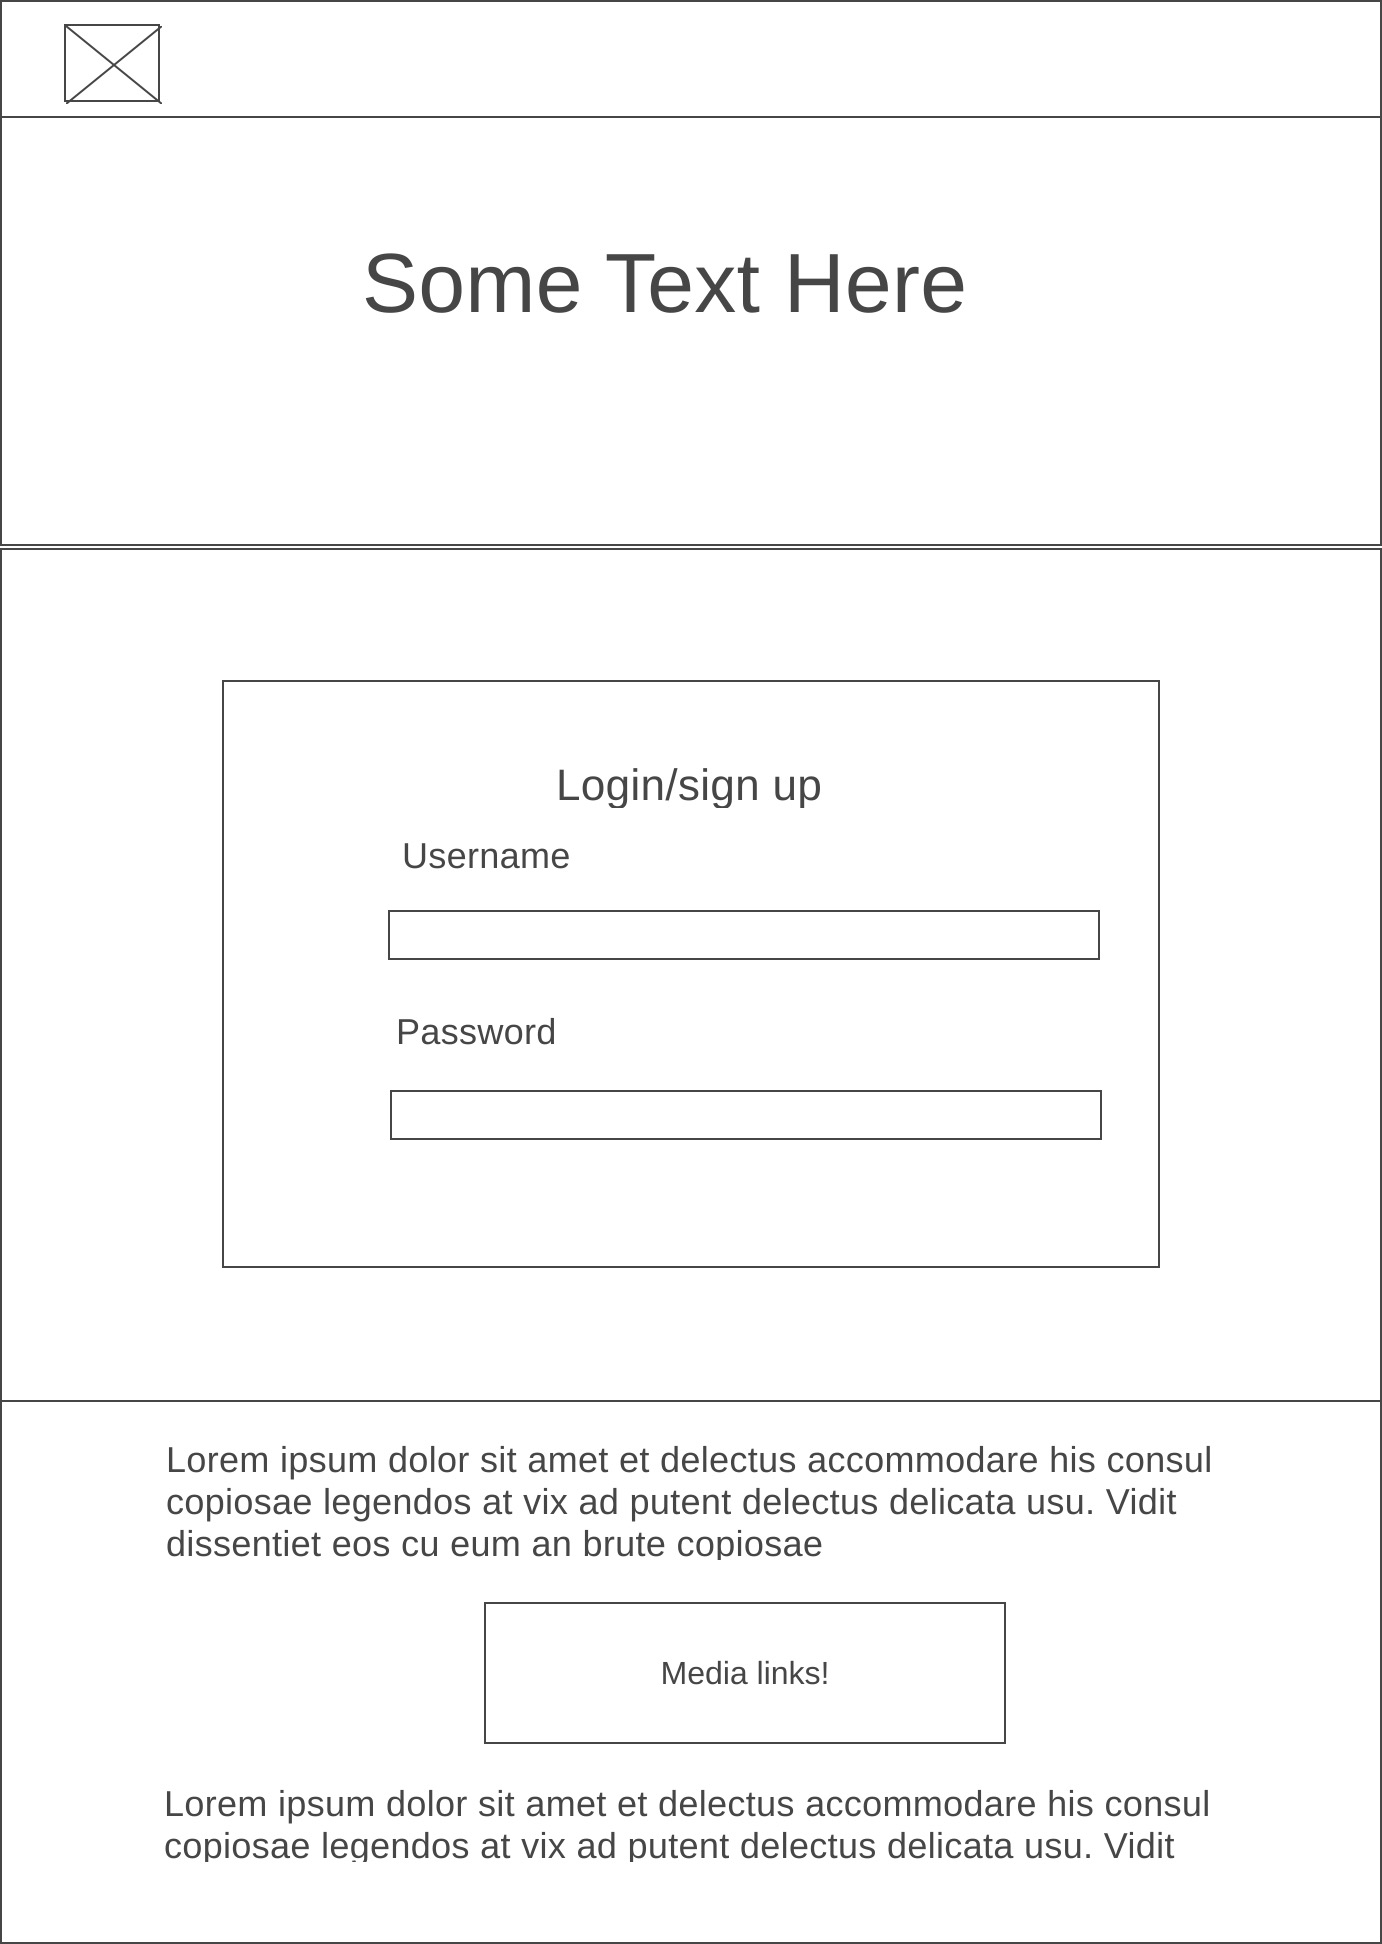 Some Text Here
Login/sign up
Username
Password
Lorem ipsum dolor sit amet et delectus accommodare his consul
copiosae legendos at vix ad putent delectus delicata usu. Vidit
dissentiet eos cu eum an brute copiosae
Media links!
Lorem ipsum dolor sit amet et delectus accommodare his consul
copiosae legendos at vix ad putent delectus delicata usu. Vidit